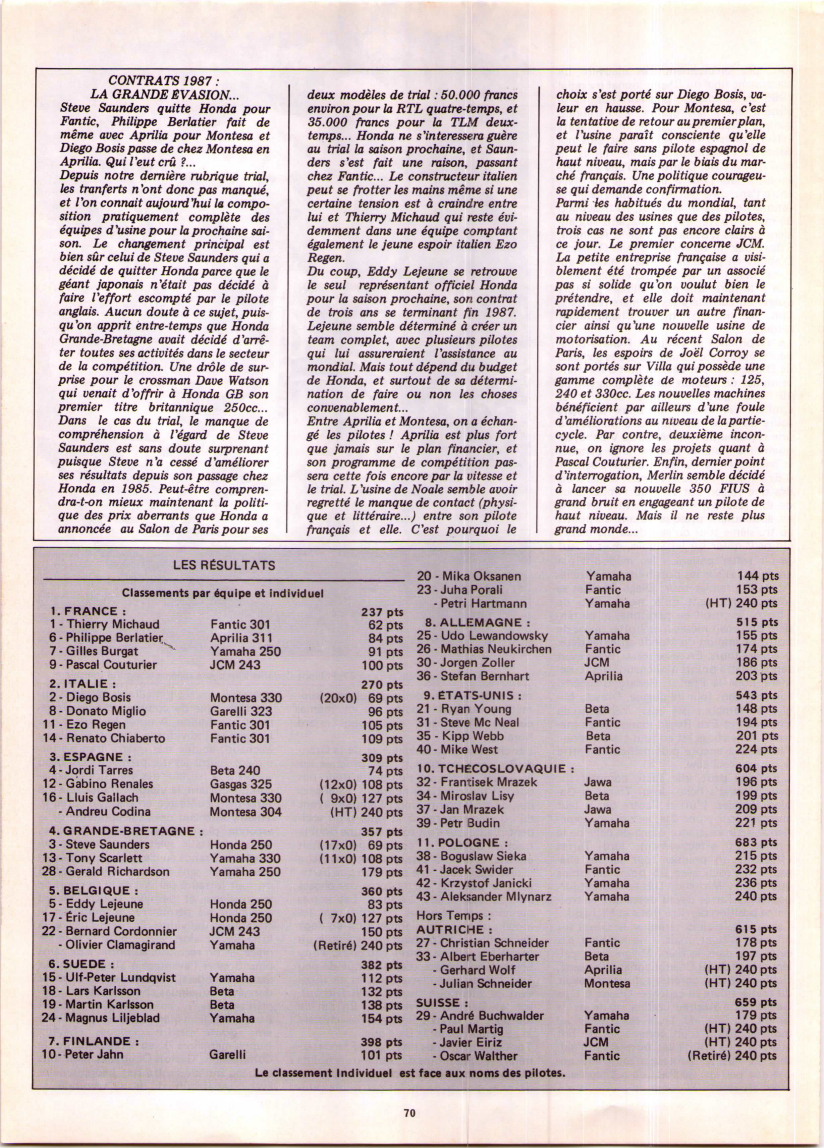 CONTRATS 1987 :
LA GRANDE ÉVASION...
Steve Saunders quitte Honda pour
Fantic, Philippe Berlatier fait de
même avec Aprilia pour Montesa et
Diego Bosis passe de chez Montesa en
Aprilia. Qui l'eut crû ?...
Depuis notre dernière rubrique trial,
les tranferts n'ont donc pas manqué,
et l'on connait aujourd'hui la compo-
sition pratiquement complète des
équipes d'usine pour la prochaine sai-
son. Le changement principal est
bien sûr celui de Steve Saunders qui a
décidé de quitter Honda parce que le
géant japonais n'était pas décidé à
faire l'effort escompté par le pilote
anglais. Aucun doute à ce sujet, puis-
qu'on apprit entre-temps que Honda
Grande-Bretagne avait décidé d'arrê-
ter toutes ses activités dans le secteur
de la compétition. Une drôle de sur-
prise pour le crossman Dave Watson
qui venait d'offrir à Honda GB son
premier titre britannique 250cc...
Dans le cas du trial, le manque de
compréhension à l'égard de Steve
Saunders est sans doute surprenant
puisque Steve n'a cessé d'améliorer
ses résultats depuis son passage chez
Honda en 1985. Peut-être compren-
dra-t-on mieux maintenant la politi-
que des prix aberrants que Honda a
annoncée au Salon de Paris pour ses
deux modèles de trial : 50.000 francs
environ pour la RTL quatre-temps, et
35.000 francs pour la TLM deux-
temps... Honda ne s'interessera guère
au trial la saison prochaine, et Saun-
ders s'est fait une raison, passant
chez Fantic... Le constructeur italien
peut se frotter les mains même si une
certaine tension est à craindre entre
lui et Thierry Michaud qui reste évi-
demment dans une équipe comptant
également le jeune espoir italien Ezo
Regen.
Du coup, Eddy Lejeune se retrouve
le seul représentant officiel Honda
pour la saison prochaine, son contrat
de trois ans se terminant fin 1987.
Lejeune semble déterminé à créer un
team complet, avec plusieurs pilotes
qui lui assureraient l'assistance au
mondial. Mais tout dépend du budget
de Honda, et surtout de sa détermi-
nation de faire ou non les choses
convenablement...
Entre Aprilia et Montesa, on a échan-
gé les pilotes ! Aprilia est plus fort
que jamais sur le plan financier, et
son programme de compétition pas-
sera cette fois encore par la vitesse et
le trial. L'usine de Noale semble avoir
regretté le manque de contact (physi-
que et littéraire...) entre son pilote
français et elle. C'est pourquoi le
choix s'est porté sur Diego Bosis, va-
leur en hausse. Pour Montesa, c'est
la tentative de retour au premier plan,
et l'usine paraît consciente qu'elle
peut le faire sans pilote espagnol de
haut niveau, mais par le biais du mar-
ché français. Une politique courageu-
se qui demande confirmation.
Parmi les habitués du mondial, tant
au niveau des usines que des pilotes,
trois cas ne sont pas encore clairs à
ce jour. Le premier concerne JCM.
La petite entreprise française a visi-
blement été trompée par un associé
pas si solide qu'on voulut bien le
prétendre, et elle doit maintenant
rapidement trouver un autre finan-
cier ainsi qu'une nouvelle usine de
motorisation. Au récent Salon de
Paris, les espoirs de Joël Corroy se
sont portés sur Villa qui possède une
gamme complète de moteurs : 125,
240 et 330cc. Les nouvelles machines
bénéficient par ailleurs d'une foule
d'améliorations au niveau de la partie-
cycle. Par contre, deuxième incon-
nue, on ignore les projets quant à
Pascal Couturier. Enfin, dernier point
d'interrogation, Merlin semble décidé
à lancer sa nouvelle 350 FIUS à
grand bruit en engageant un pilote de
haut niveau. Mais il ne reste plus
grand monde...
LES RÉSULTATS
Classements par équipe et individuel
1. FRANCE : 237 pts
1 - Thierry Michaud Fantic 301 62 pts
6 - Philippe Berlatier Aprilia 311 84 pts
7 - Gilles Burgat Yamaha 250 91 pts
9 - Pascal Couturier JCM 243 100 pts
2. ITALIE : 270 pts
2 - Diego Bosis Montesa 330 (20x0) 69 pts
8 - Donato Miglio Garelli 323 96 pts
11 - Ezo Regen Fantic 301 105 pts
14 - Renato Chiaberto Fantic 301 109 pts
3. ESPAGNE : 309 pts
4 - Jordi Tarres Beta 240 74 pts
12 - Gabino Renales Gasgas 325 (12x0) 108 pts
16 - Lluis Gallach Montesa 330 ( 9x0) 127 pts
- Andreu Codina Montesa 304 (HT) 240 pts
4. GRANDE-BRETAGNE : 357 pts
3 - Steve Saunders Honda 250 (17x0) 69 pts
13 - Tony Scarlett Yamaha 330 (11x0) 108 pts
28 - Gerald Richardson Yamaha 250 179 pts
5. BELGIQUE : 360 pts
5 - Eddy Lejeune Honda 250 83 pts
17 - Éric Lejeune Honda 250 ( 7x0) 127 pts
22 - Bernard Cordonnier JCM 243 150 pts
- Olivier Clamagirand Yamaha (Retiré) 240 pts
6. SUEDE : 382 pts
15 - Ulf-Peter Lundqvist Yamaha 112 pts
18 - Lars Karlsson Beta 132 pts
19 - Martin Karlsson Beta 138 pts
24 - Magnus Liljeblad Yamaha 154 pts
7. FINLANDE : 398 pts
10 - Peter Jahn Garelli 101 pts
20 - Mika Oksanen Yamaha 144 pts
23 - Juha Porali Fantic 153 pts
- Petri Hartmann Yamaha (HT) 240 pts
8. ALLEMAGNE : 515 pts
25 - Udo Lewandowsky Yamaha 155 pts
26 - Mathias Neukirchen Fantic 174 pts
30 - Jorgen Zoller JCM 186 pts
36 - Stefan Bernhart Aprilia 203 pts
9. ÉTATS-UNIS : 543 pts
21 - Ryan Young Beta 148 pts
31 - Steve Mc Neal Fantic 194 pts
35 - Kipp Webb Beta 201 pts
40 - Mike West Fantic 224 pts
10. TCHÉCOSLOVAQUIE : 604 pts
32 - Frantisek Mrazek Jawa 196 pts
34 - Miroslav Lisy Beta 199 pts
37 - Jan Mrazek Jawa 209 pts
39 - Petr Budin Yamaha 221 pts
11. POLOGNE : 683 pts
38 - Boguslaw Sieka Yamaha 215 pts
41 - Jacek Swider Fantic 232 pts
42 - Krzystof Janicki Yamaha 236 pts
43 - Aleksander Mlynarz Yamaha 240 pts
Hors Temps :
AUTRICHE : 615 pts
27 - Christian Schneider Fantic 178 pts
33 - Albert Eberharter Beta 197 pts
- Gerhard Wolf Aprilia (HT) 240 pts
- Julian Schneider Montesa (HT) 240 pts
SUISSE : 659 pts
29 - André Buchwalder Yamaha 179 pts
- Paul Martig Fantic (HT) 240 pts
- Javier Eiriz JCM (HT) 240 pts
- Oscar Walther Fantic (Retiré) 240 pts
Le classement Individuel est face aux noms des pilotes.
70